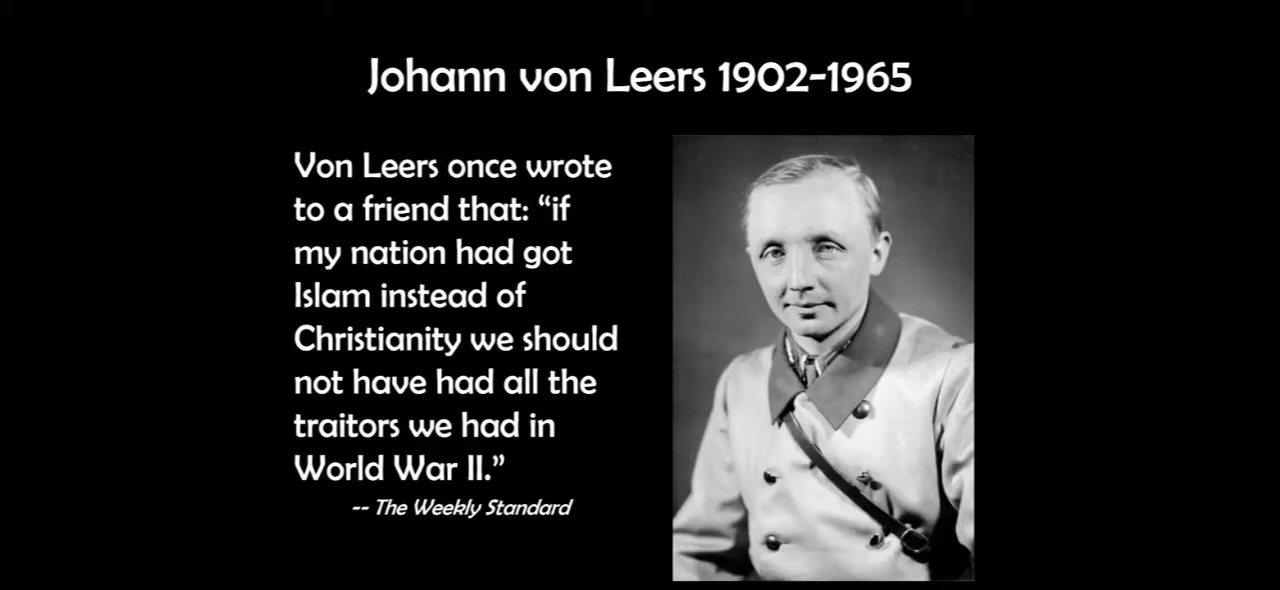 Johann von Leers 1902-1965
Von Leers once wrote
to a friend that: “if
my nation had got
Islam instead of
Christianity we should
not have had all the
traitors we had in
World War II.”
-- The Weekly Standard